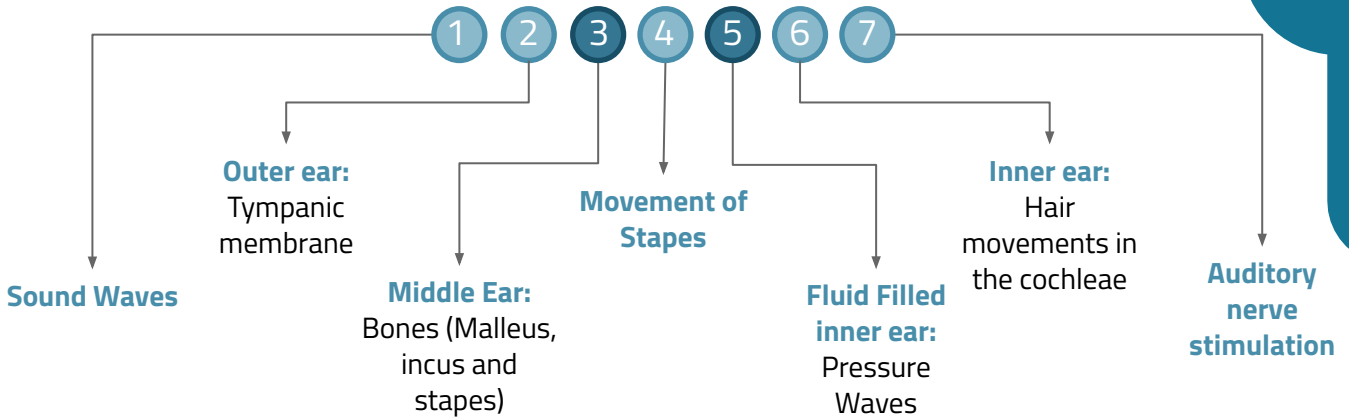 1 2 3 4 5 6 7
Sound Waves
Outer ear:
Tympanic
membrane
Middle Ear:
Bones (Malleus,
incus and
stapes)
Movement of
Stapes
Fluid Filled
inner ear:
Pressure
Waves
Inner ear:
Hair
movements in
the cochleae
Auditory
nerve
stimulation